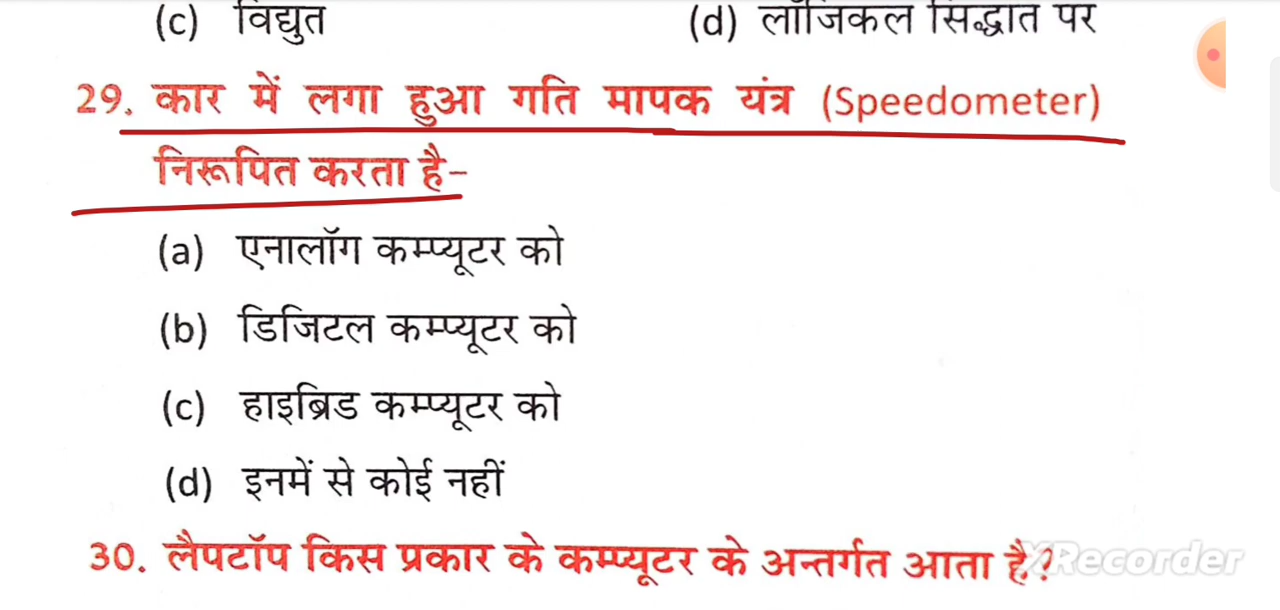 (c) विद्युत (d) लॉजिकल सिद्धात पर
29. कार में लगा हुआ गति मापक यंत्र (Speedometer)
निरूपित करता है-
(a) एनालॉग कम्प्यूटर को
(b) डिजिटल कम्प्यूटर को
(c) हाइब्रिड कम्प्यूटर को
(d) इनमें से कोई नहीं
30. लैपटॉप किस प्रकार के कम्प्यूटर के अन्तर्गत आता है?
XRecorder